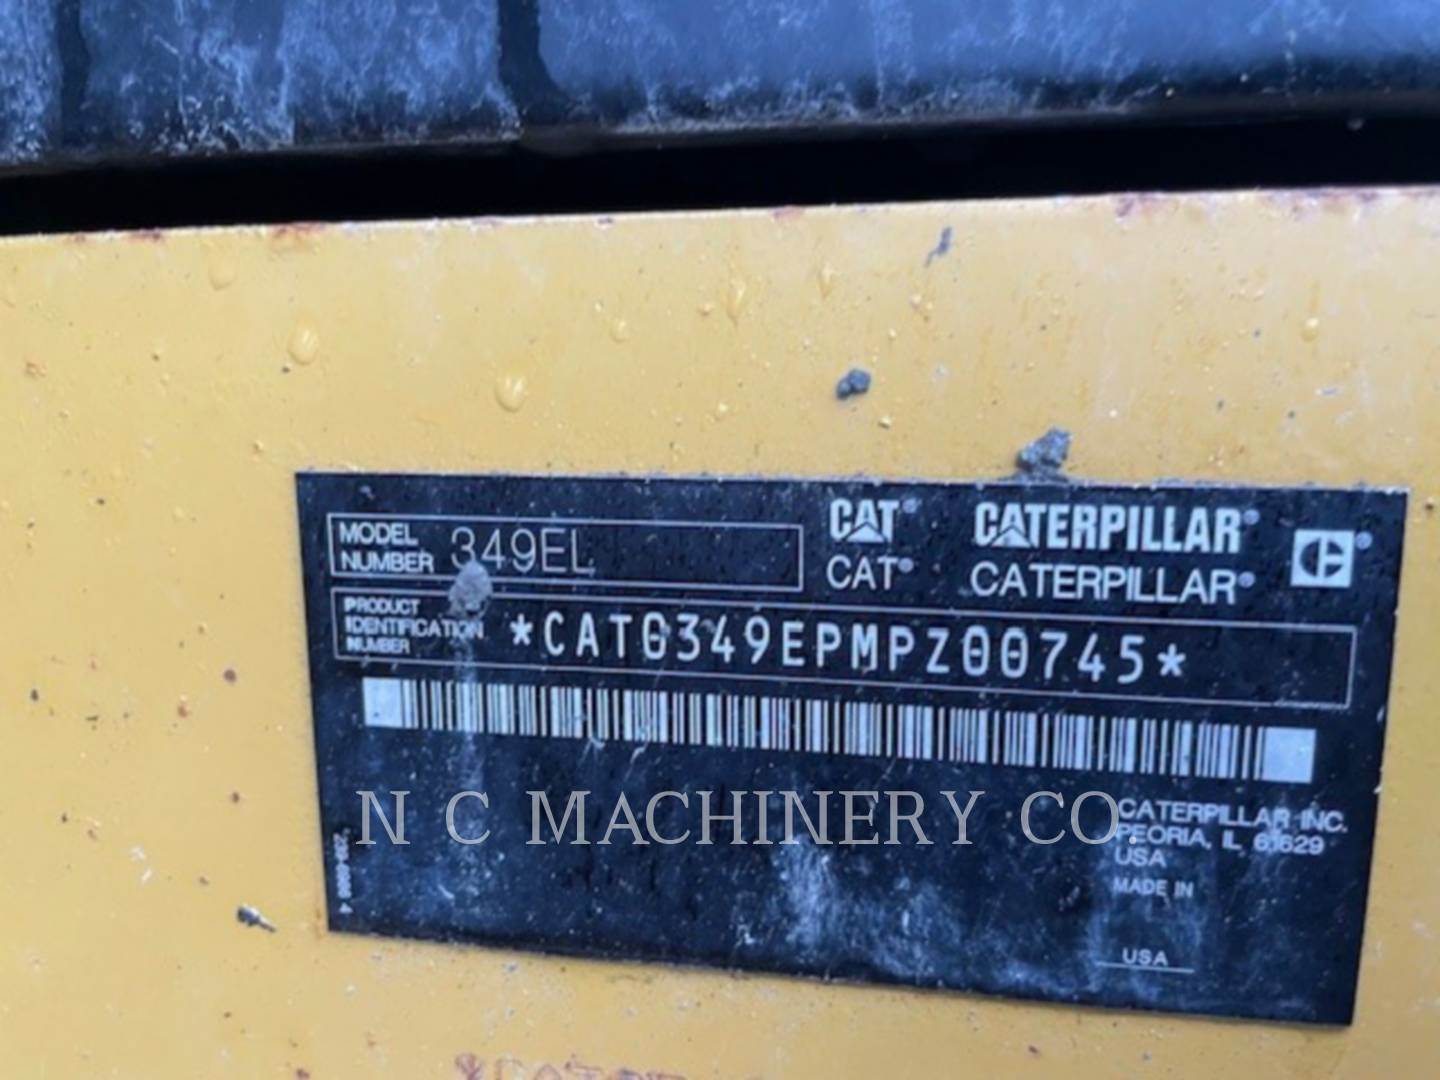 MODEL NUMBER 349EL
CAT® CATERPILLAR®
CAT® CATERPILLAR®
PRODUCT IDENTIFICATION NUMBER *CAT0349EPMPZ00745*
N C MACHINERY CO.
CATERPILLAR INC.
PEORIA, IL 61629
USA
MADE IN
USA